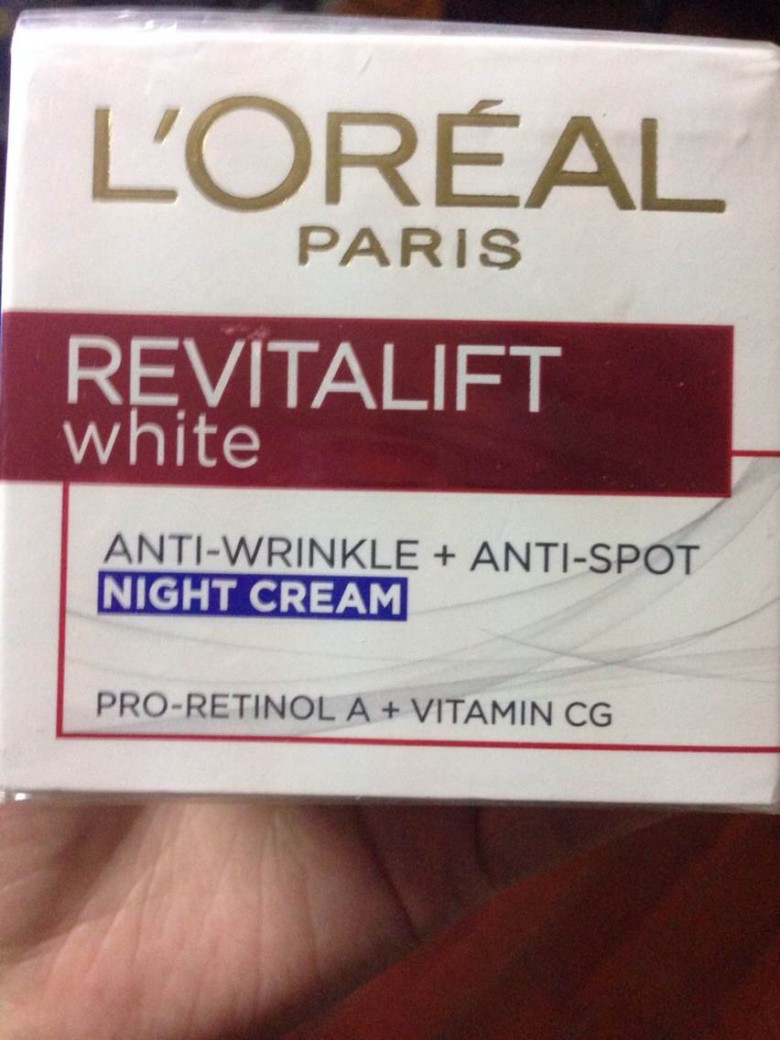 L'ORÉAL
PARIS
REVITALIFT
white
ANTI-WRINKLE + ANTI-SPOT
NIGHT CREAM
PRO-RETINOL A + VITAMIN CG